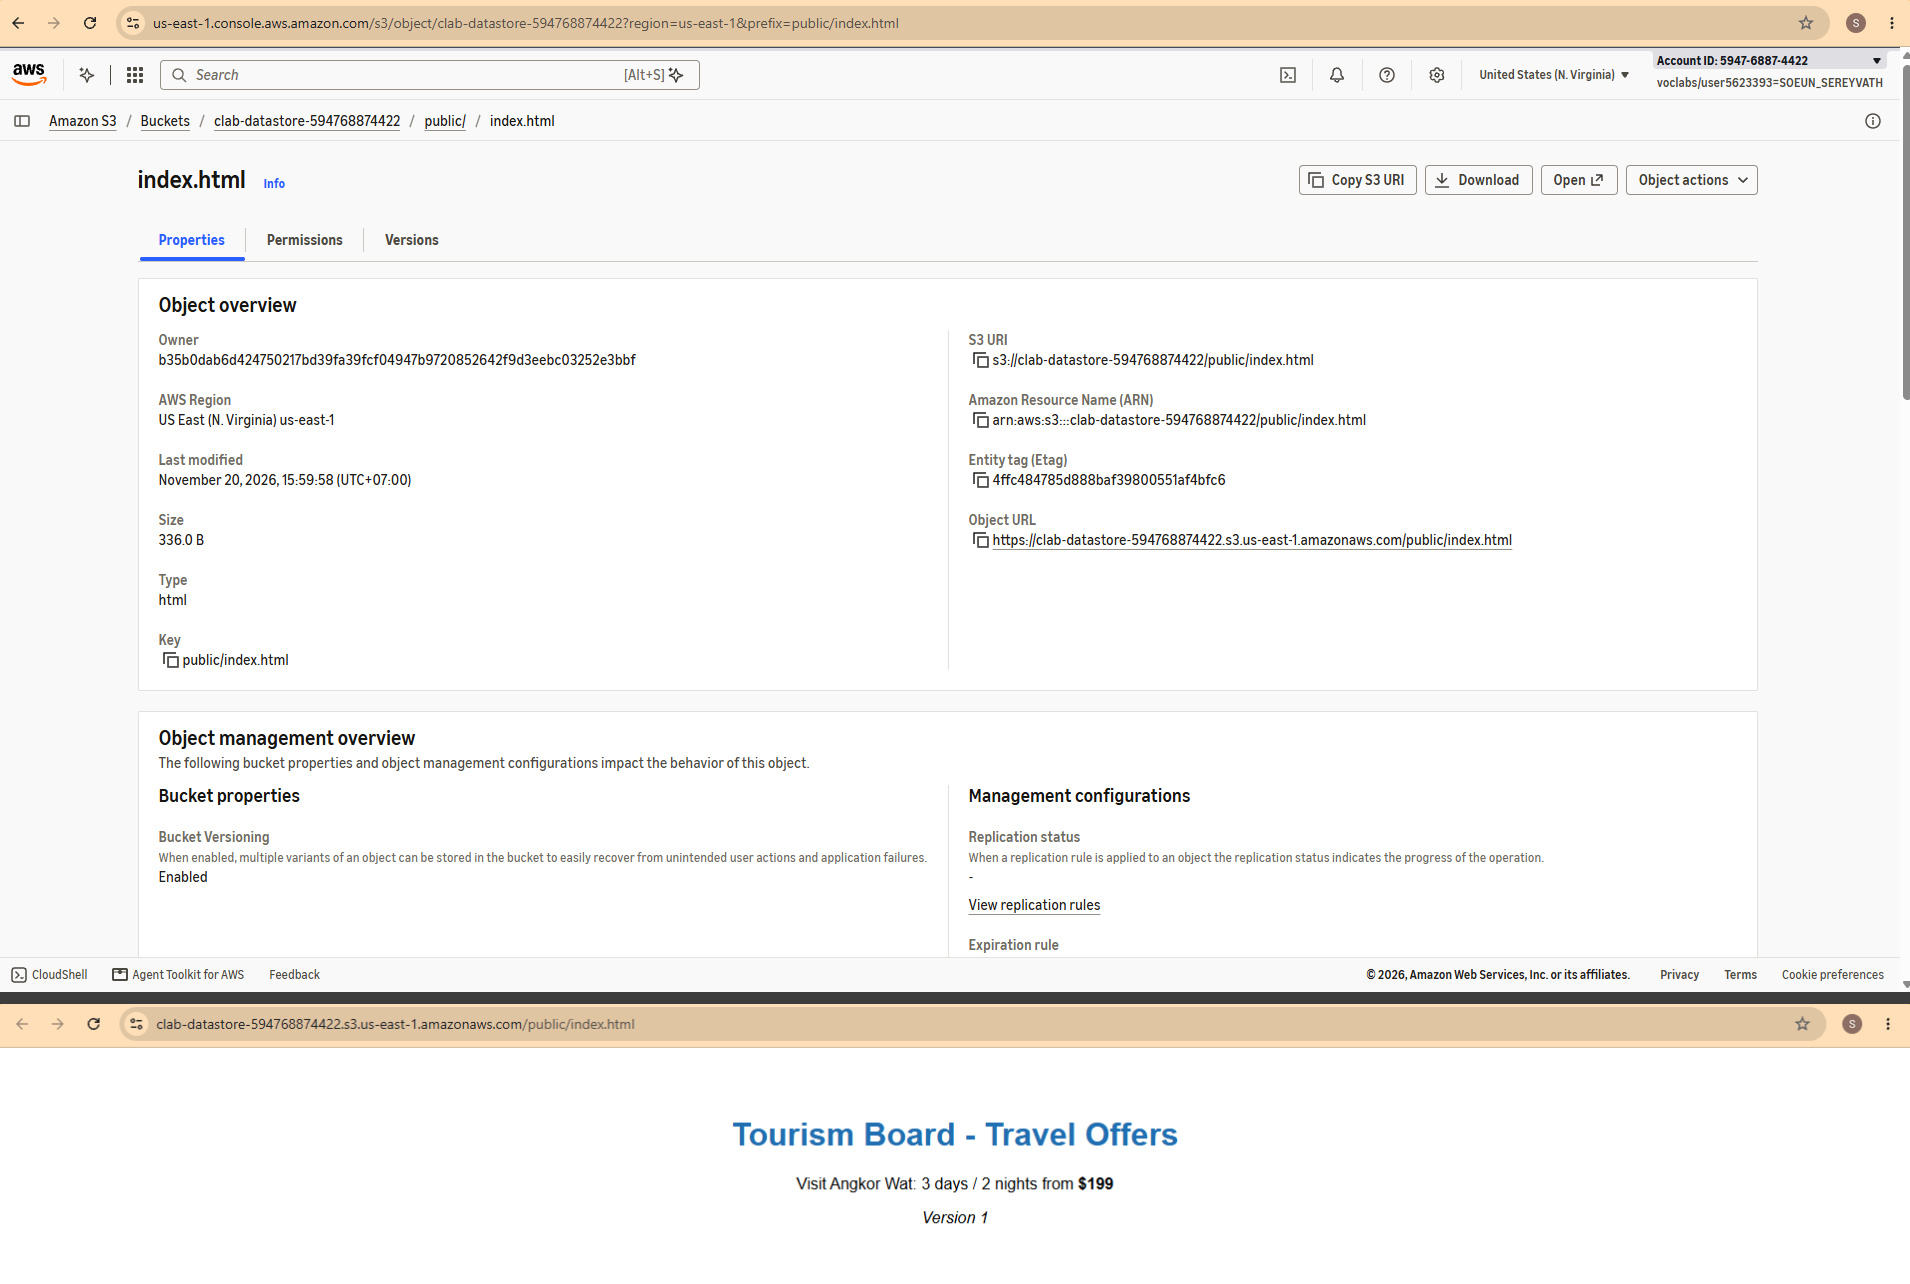 us-east-1.console.aws.amazon.com/s3/object/clab-datastore-594768874422?region=us-east-1&prefix=public/index.html
S
aws
Search
[Alt+S]
United States (N. Virginia)
Account ID: 5947-6887-4422
voclabs/user5623393=SOEUN_SEREYVATH
Amazon S3 / Buckets / clab-datastore-594768874422 / public/ / index.html
index.html
Info
Copy S3 URI
Download
Open
Object actions
Properties
Permissions
Versions
Object overview
Owner
b35b0dab6d424750217bd39fa39fcf04947b9720852642f9d3eebc03252e3bbf
AWS Region
US East (N. Virginia) us-east-1
Last modified
November 20, 2026, 15:59:58 (UTC+07:00)
Size
336.0 B
Type
html
Key
public/index.html
S3 URI
s3://clab-datastore-594768874422/public/index.html
Amazon Resource Name (ARN)
arn:aws:s3:::clab-datastore-594768874422/public/index.html
Entity tag (Etag)
4ffc484785d888baf39800551af4bfc6
Object URL
https://clab-datastore-594768874422.s3.us-east-1.amazonaws.com/public/index.html
Object management overview
The following bucket properties and object management configurations impact the behavior of this object.
Bucket properties
Bucket Versioning
When enabled, multiple variants of an object can be stored in the bucket to easily recover from unintended user actions and application failures.
Enabled
Management configurations
Replication status
When a replication rule is applied to an object the replication status indicates the progress of the operation.
-
View replication rules
Expiration rule
CloudShell
Agent Toolkit for AWS
Feedback
© 2026, Amazon Web Services, Inc. or its affiliates.
Privacy
Terms
Cookie preferences
clab-datastore-594768874422.s3.us-east-1.amazonaws.com/public/index.html
S
Tourism Board - Travel Offers
Visit Angkor Wat: 3 days / 2 nights from $199
Version 1